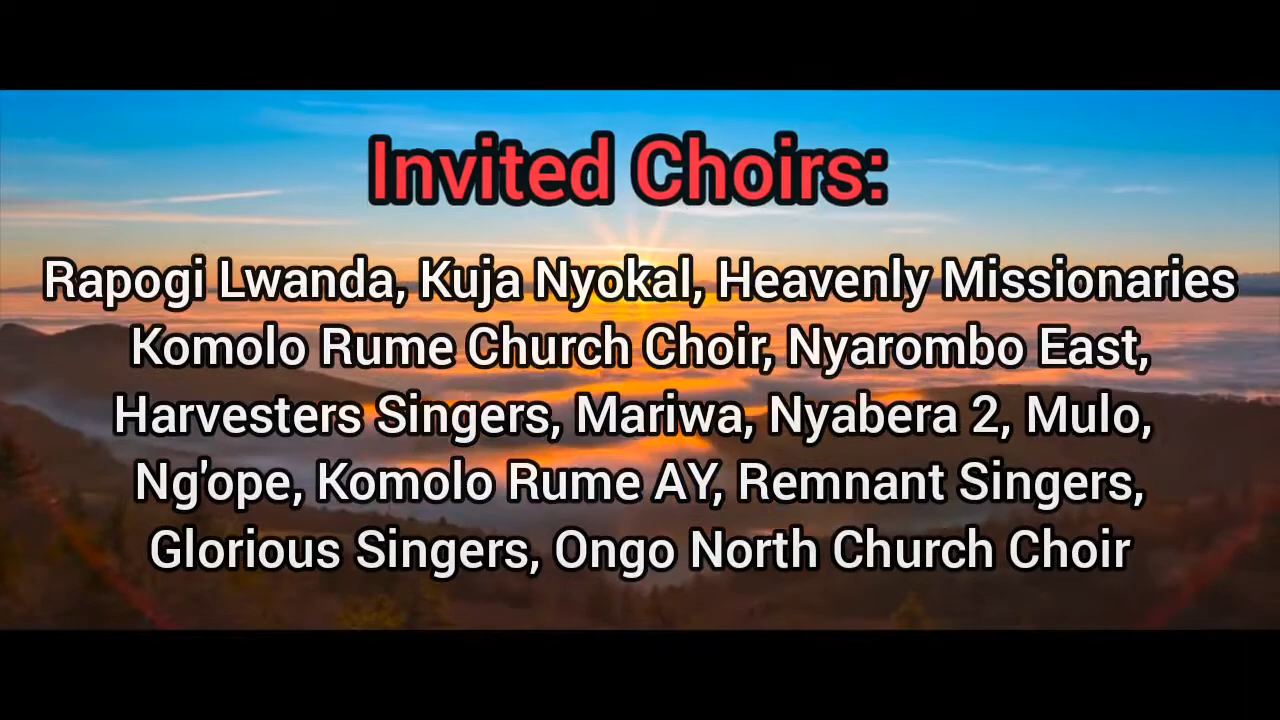 Invited Choirs:
Rapogi Lwanda, Kuja Nyokal, Heavenly Missionaries
Komolo Rume Church Choir, Nyarombo East,
Harvesters Singers, Mariwa, Nyabera 2, Mulo,
Ng'ope, Komolo Rume AY, Remnant Singers,
Glorious Singers, Ongo North Church Choir